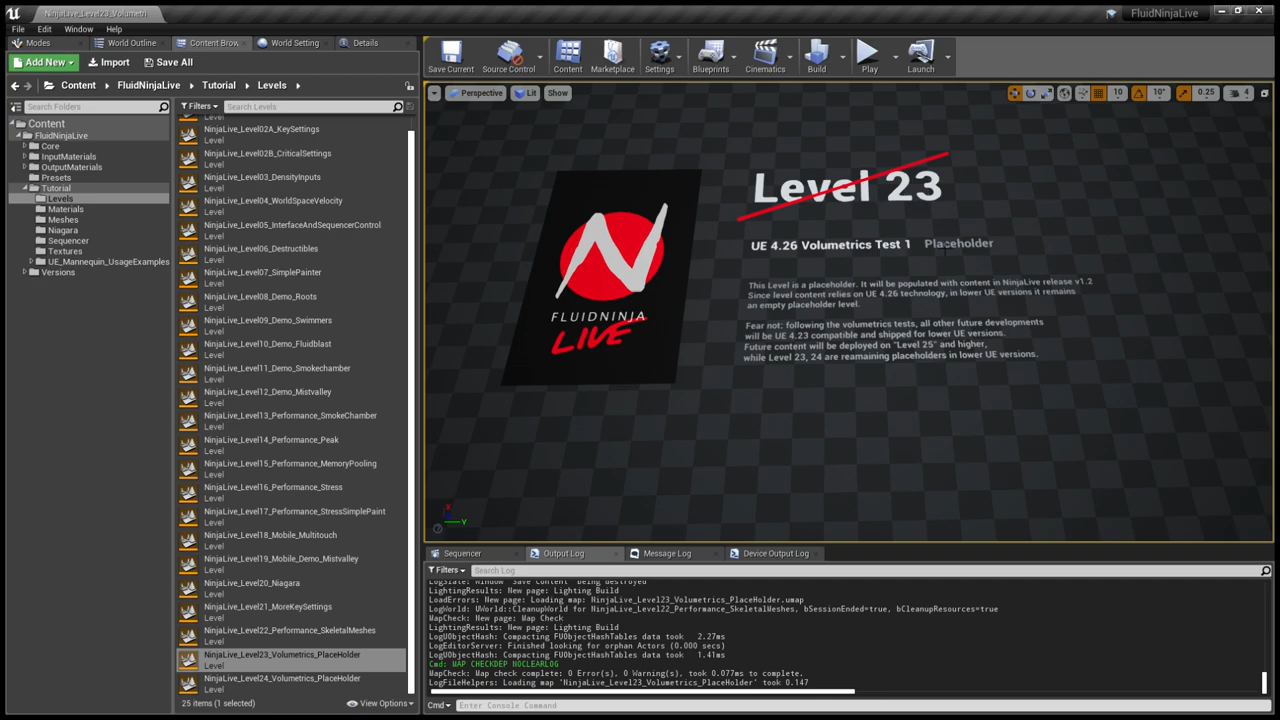 NinjaLive_Level23_Volumetri
FluidNinjaLive
File Edit Window Help
Modes World Outline Content Brow World Setting Details
Add New Import Save All
Content FluidNinjaLive Tutorial Levels
Search Folders
Filters Search Levels
Content
FluidNinjaLive
Core
InputMaterials
OutputMaterials
Presets
Tutorial
Levels
Materials
Meshes
Niagara
Sequencer
Textures
UE_Mannequin_UsageExamples
Versions
Level
NinjaLive_Level02A_KeySettings
Level
NinjaLive_Level02B_CriticalSettings
Level
NinjaLive_Level03_DensityInputs
Level
NinjaLive_Level04_WorldSpaceVelocity
Level
NinjaLive_Level05_InterfaceAndSequencerControl
Level
NinjaLive_Level06_Destructibles
Level
NinjaLive_Level07_SimplePainter
Level
NinjaLive_Level08_Demo_Roots
Level
NinjaLive_Level09_Demo_Swimmers
Level
NinjaLive_Level10_Demo_Fluidblast
Level
NinjaLive_Level11_Demo_Smokechamber
Level
NinjaLive_Level12_Demo_Mistvalley
Level
NinjaLive_Level13_Performance_SmokeChamber
Level
NinjaLive_Level14_Performance_Peak
Level
NinjaLive_Level15_Performance_MemoryPooling
Level
NinjaLive_Level16_Performance_Stress
Level
NinjaLive_Level17_Performance_StressSimplePaint
Level
NinjaLive_Level18_Mobile_Multitouch
Level
NinjaLive_Level19_Mobile_Demo_Mistvalley
Level
NinjaLive_Level20_Niagara
Level
NinjaLive_Level21_MoreKeySettings
Level
NinjaLive_Level22_Performance_SkeletalMeshes
Level
NinjaLive_Level23_Volumetrics_PlaceHolder
Level
NinjaLive_Level24_Volumetrics_PlaceHolder
Level
25 items (1 selected) View Options
Save Current Source Control Content Marketplace Settings Blueprints Cinematics Build Play Launch
Perspective Lit Show 10 10° 0.25 4
N
FLUIDNINJA
LIVE
Level 23
UE 4.26 Volumetrics Test 1 Placeholder
This Level is a placeholder. It will be populated with content in NinjaLive release v1.2
Since level content relies on UE 4.26 technology, in lower UE versions it remains
an empty placeholder level.
Fear not: following the volumetrics tests, all other future developments
will be UE 4.23 compatible and shipped for lower UE versions.
Future content will be deployed on "Level 25" and higher,
while Level 23, 24 are reamaining placeholders in lower UE versions.
X
Y
Sequencer Output Log Message Log Device Output Log
Filters Search Log
LogSlate: Window 'Save Content' being destroyed
LightingResults: New page: Lighting Build
LoadErrors: New page: Loading map: NinjaLive_Level23_Volumetrics_PlaceHolder.umap
LogWorld: UWorld::CleanupWorld for NinjaLive_Level22_Performance_SkeletalMeshes, bSessionEnded=true, bCleanupResources=true
MapCheck: New page: Map Check
LightingResults: New page: Lighting Build
LogUObjectHash: Compacting FUObjectHashTables data took 2.27ms
LogEditorServer: Finished looking for orphan Actors (0.000 secs)
LogUObjectHash: Compacting FUObjectHashTables data took 1.41ms
Cmd: MAP CHECKDEP NOCLEARLOG
MapCheck: Map check complete: 0 Error(s), 0 Warning(s), took 0.077ms to complete.
LogFileHelpers: Loading map 'NinjaLive_Level23_Volumetrics_PlaceHolder' took 0.147
Cmd Enter Console Command